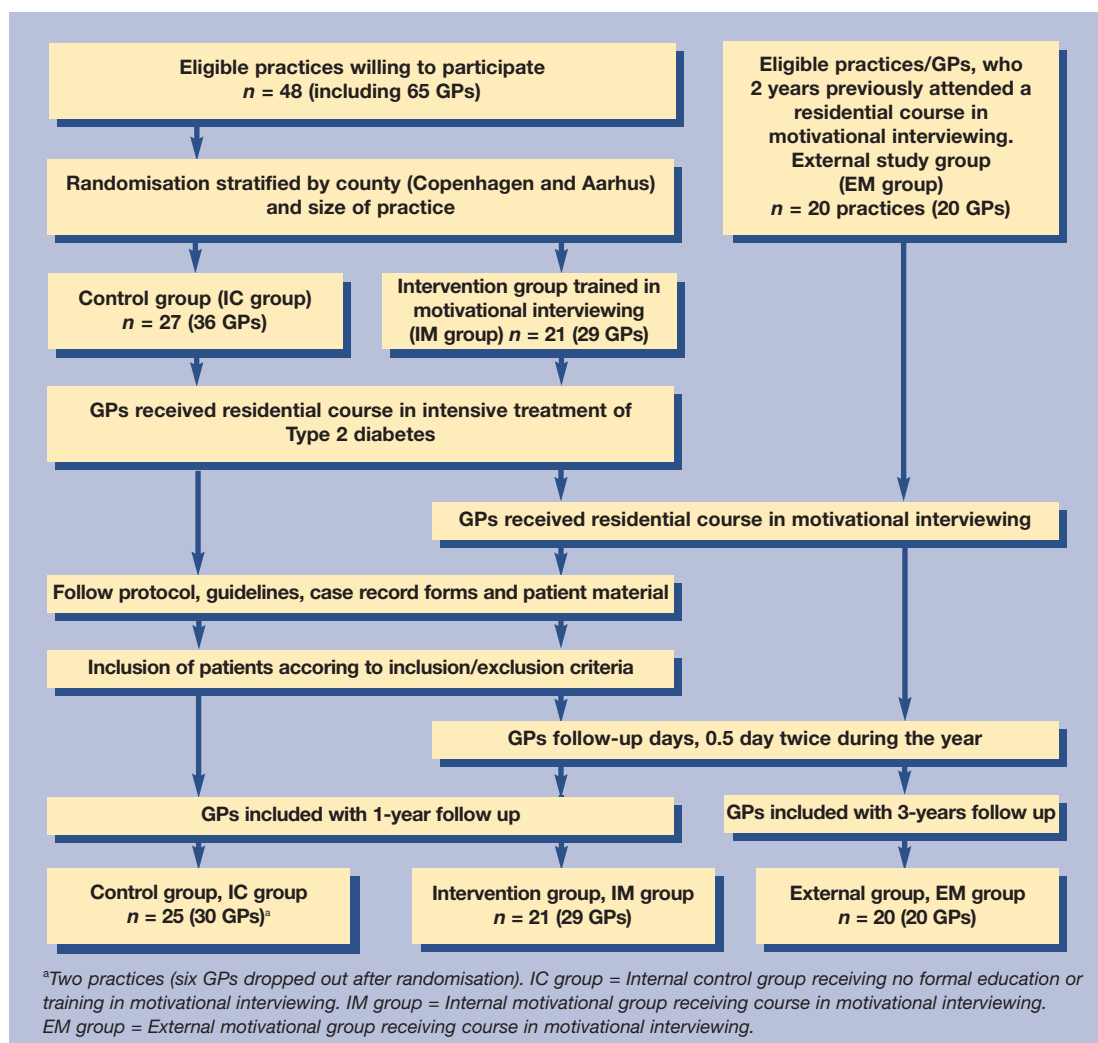 Eligible practices willing to participate
n = 48 (including 65 GPs)
Eligible practices/GPs, who
2 years previously attended a
residential course in
motivational interviewing.
External study group
(EM group)
n = 20 practices (20 GPs)
Randomisation stratified by county (Copenhagen and Aarhus)
and size of practice
Control group (IC group)
n = 27 (36 GPs)
Intervention group trained in
motivational interviewing
(IM group) n = 21 (29 GPs)
GPs received residential course in intensive treatment of
Type 2 diabetes
GPs received residential course in motivational interviewing
Follow protocol, guidelines, case record forms and patient material
Inclusion of patients accoring to inclusion/exclusion criteria
GPs follow-up days, 0.5 day twice during the year
GPs included with 1-year follow up
GPs included with 3-years follow up
Control group, IC group
n = 25 (30 GPs)a
Intervention group, IM group
n = 21 (29 GPs)
External group, EM group
n = 20 (20 GPs)
aTwo practices (six GPs dropped out after randomisation). IC group = Internal control group receiving no formal education or
training in motivational interviewing. IM group = Internal motivational group receiving course in motivational interviewing.
EM group = External motivational group receiving course in motivational interviewing.